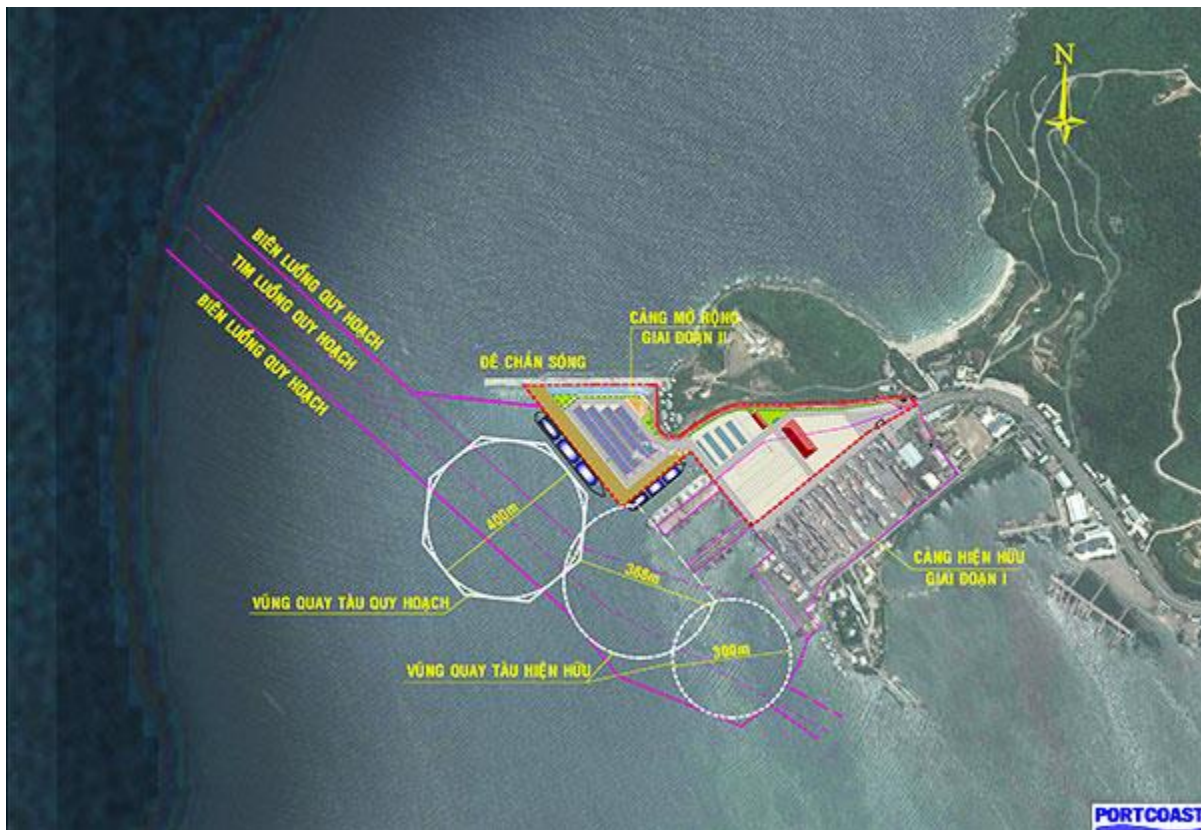 N
BIÊN LUỒNG QUY HOẠCH
TIM LUỒNG QUY HOẠCH
BIÊN LUỒNG QUY HOẠCH
CẢNG MỞ RỘNG
GIAI ĐOẠN II
ĐÊ CHẮN SÓNG
400m
368m
300m
VŨNG QUAY TÀU QUY HOẠCH
VŨNG QUAY TÀU HIỆN HỮU
CẢNG HIỆN HỮU
GIAI ĐOẠN I
PORTCOAST